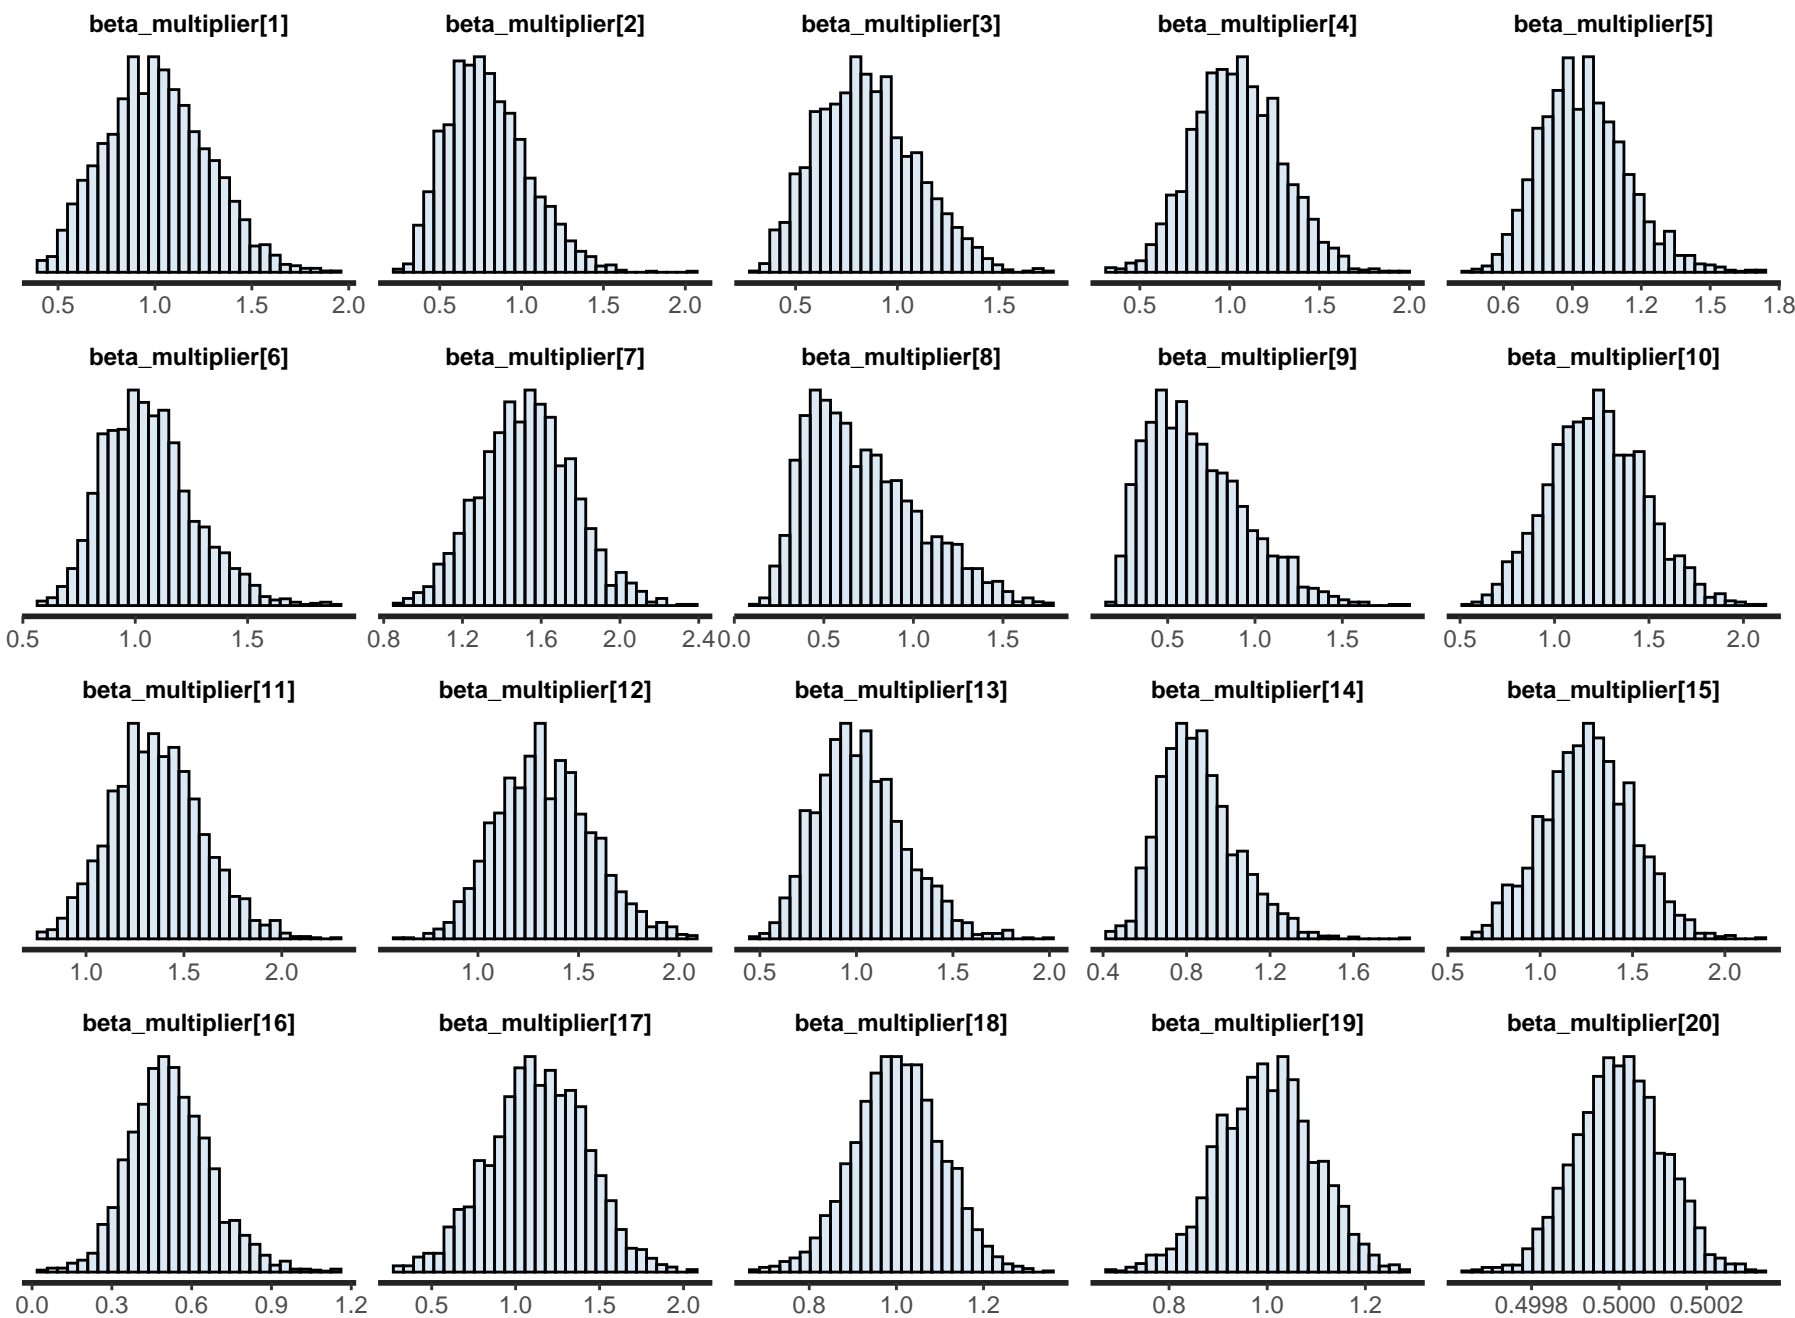 beta_multiplier[1] beta_multiplier[2] beta_multiplier[3] beta_multiplier[4] beta_multiplier[5]
0.5 1.0 1.5 2.0 0.5 1.0 1.5 2.0 0.5 1.0 1.5 0.5 1.0 1.5 2.0 0.6 0.9 1.2 1.5 1.8
beta_multiplier[6] beta_multiplier[7] beta_multiplier[8] beta_multiplier[9] beta_multiplier[10]
0.5 1.0 1.5 0.8 1.2 1.6 2.0 2.4 0.0 0.5 1.0 1.5 0.5 1.0 1.5 0.5 1.0 1.5 2.0
beta_multiplier[11] beta_multiplier[12] beta_multiplier[13] beta_multiplier[14] beta_multiplier[15]
1.0 1.5 2.0 1.0 1.5 2.0 0.5 1.0 1.5 2.0 0.4 0.8 1.2 1.6 0.5 1.0 1.5 2.0
beta_multiplier[16] beta_multiplier[17] beta_multiplier[18] beta_multiplier[19] beta_multiplier[20]
0.0 0.3 0.6 0.9 1.2 0.5 1.0 1.5 2.0 0.8 1.0 1.2 0.8 1.0 1.2 0.4998 0.5000 0.5002